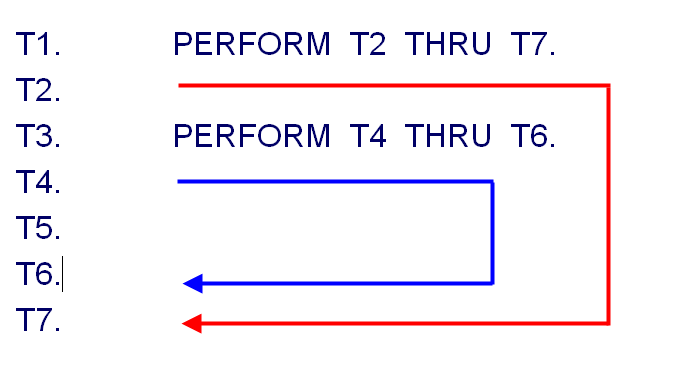 T1. PERFORM T2 THRU T7.
T2.
T3. PERFORM T4 THRU T6.
T4.
T5.
T6.
T7.